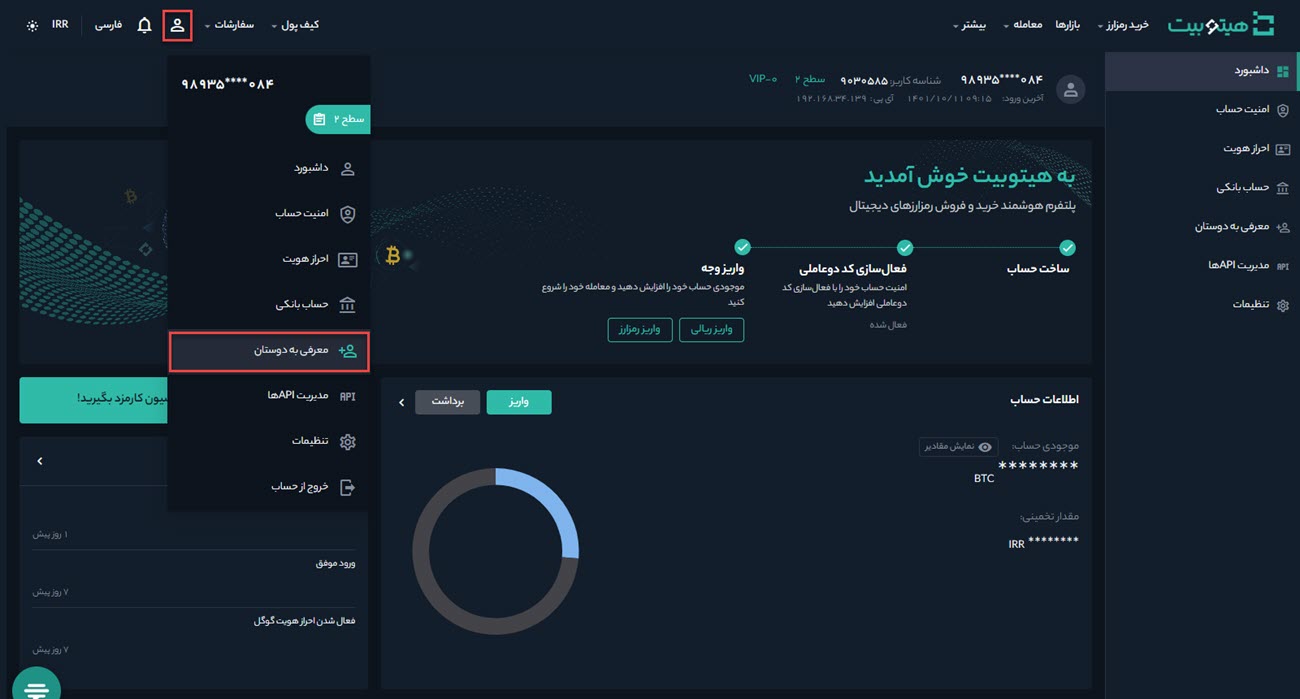 هیتوبیت
خرید رمزارز
بازارها
معامله
بیشتر
کیف پول
سفارشات
فارسی
IRR
داشبورد
امنیت حساب
احراز هویت
حساب بانکی
معرفی به دوستان
مدیریت APIها
تنظیمات
۹۸۹۳۵****۰۸۴
شناسه کاربر: ۹۰۳۰۵۸۵
سطح ۲
VIP-۰
آخرین ورود: ۱۴۰۱/۱۰/۱۱ ۰۹:۱۵
آی پی: ۱۹۲.۱۶۸.۳۴.۱۳۹
به هیتوبیت خوش آمدید
پلتفرم هوشمند خرید و فروش رمزارزهای دیجیتال
ساخت حساب
فعال‌سازی کد دوعاملی
امنیت حساب خود را با فعال‌سازی کد
دوعاملی افزایش دهید
فعال شده
واریز وجه
موجودی حساب خود را افزایش دهید و معامله خود را شروع
کنید
واریز ریالی
واریز رمزارز
اطلاعات حساب
واریز
برداشت
موجودی حساب:
نمایش مقادیر
********
BTC
مقدار تخمینی:
******** IRR
۹۸۹۳۵****۰۸۴
سطح ۲
داشبورد
امنیت حساب
احراز هویت
حساب بانکی
معرفی به دوستان
مدیریت APIها
تنظیمات
خروج از حساب
کارمزد بگیرید!
۱ روز پیش
ورود موفق
۷ روز پیش
فعال شدن احراز هویت گوگل
۷ روز پیش